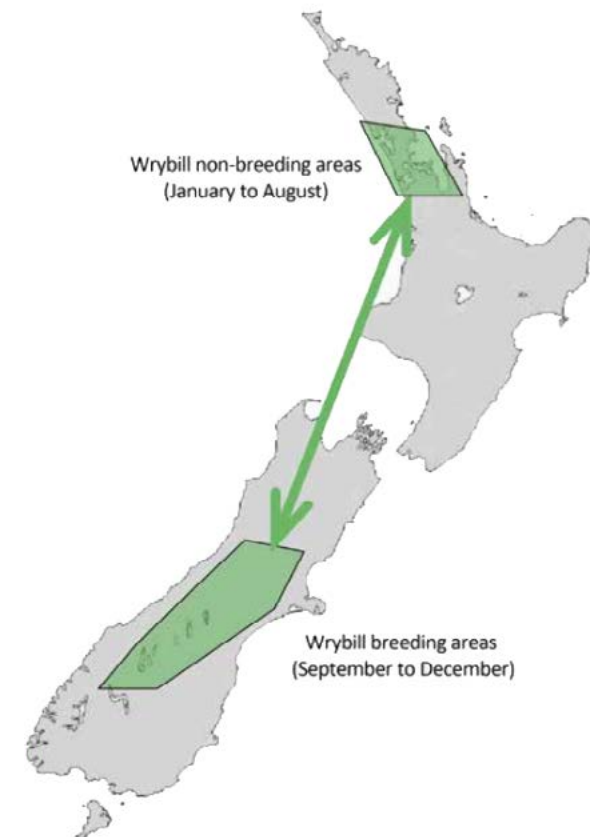 Wrybill non-breeding areas
(January to August)
Wrybill breeding areas
(September to December)